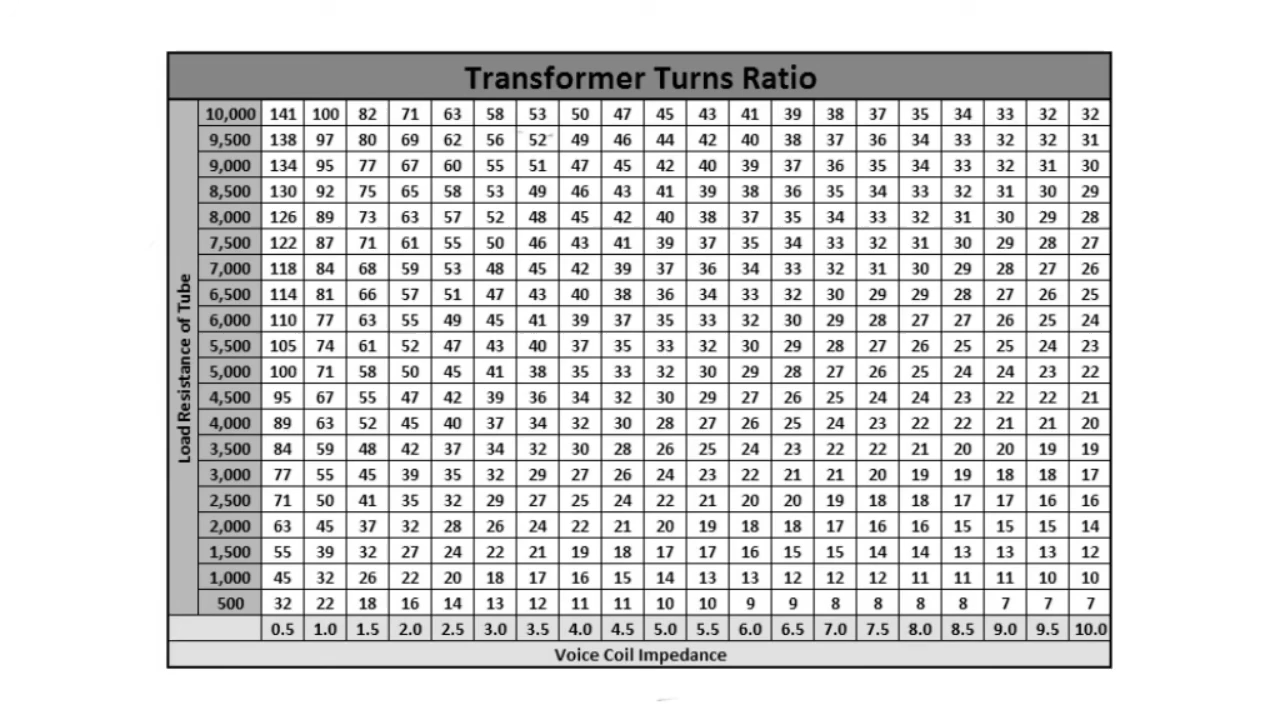 Transformer Turns Ratio
Load Resistance of Tube
10,000 141 100 82 71 63 58 53 50 47 45 43 41 39 38 37 35 34 33 32 32
9,500 138 97 80 69 62 56 52 49 46 44 42 40 38 37 36 34 33 32 32 31
9,000 134 95 77 67 60 55 51 47 45 42 40 39 37 36 35 34 33 32 31 30
8,500 130 92 75 65 58 53 49 46 43 41 39 38 36 35 34 33 32 31 30 29
8,000 126 89 73 63 57 52 48 45 42 40 38 37 35 34 33 32 31 30 29 28
7,500 122 87 71 61 55 50 46 43 41 39 37 35 34 33 32 31 30 29 28 27
7,000 118 84 68 59 53 48 45 42 39 37 36 34 33 32 31 30 29 28 27 26
6,500 114 81 66 57 51 47 43 40 38 36 34 33 32 30 29 29 28 27 26 25
6,000 110 77 63 55 49 45 41 39 37 35 33 32 30 29 28 27 27 26 25 24
5,500 105 74 61 52 47 43 40 37 35 33 32 30 29 28 27 26 25 25 24 23
5,000 100 71 58 50 45 41 38 35 33 32 30 29 28 27 26 25 24 24 23 22
4,500 95 67 55 47 42 39 36 34 32 30 29 27 26 25 24 24 23 22 22 21
4,000 89 63 52 45 40 37 34 32 30 28 27 26 25 24 23 22 22 21 21 20
3,500 84 59 48 42 37 34 32 30 28 26 25 24 23 22 22 21 20 20 19 19
3,000 77 55 45 39 35 32 29 27 26 24 23 22 21 21 20 19 19 18 18 17
2,500 71 50 41 35 32 29 27 25 24 22 21 20 20 19 18 18 17 17 16 16
2,000 63 45 37 32 28 26 24 22 21 20 19 18 18 17 16 16 15 15 15 14
1,500 55 39 32 27 24 22 21 19 18 17 17 16 15 15 14 14 13 13 13 12
1,000 45 32 26 22 20 18 17 16 15 14 13 13 12 12 12 11 11 11 10 10
500 32 22 18 16 14 13 12 11 11 10 10 9 9 8 8 8 8 7 7 7
0.5 1.0 1.5 2.0 2.5 3.0 3.5 4.0 4.5 5.0 5.5 6.0 6.5 7.0 7.5 8.0 8.5 9.0 9.5 10.0
Voice Coil Impedance